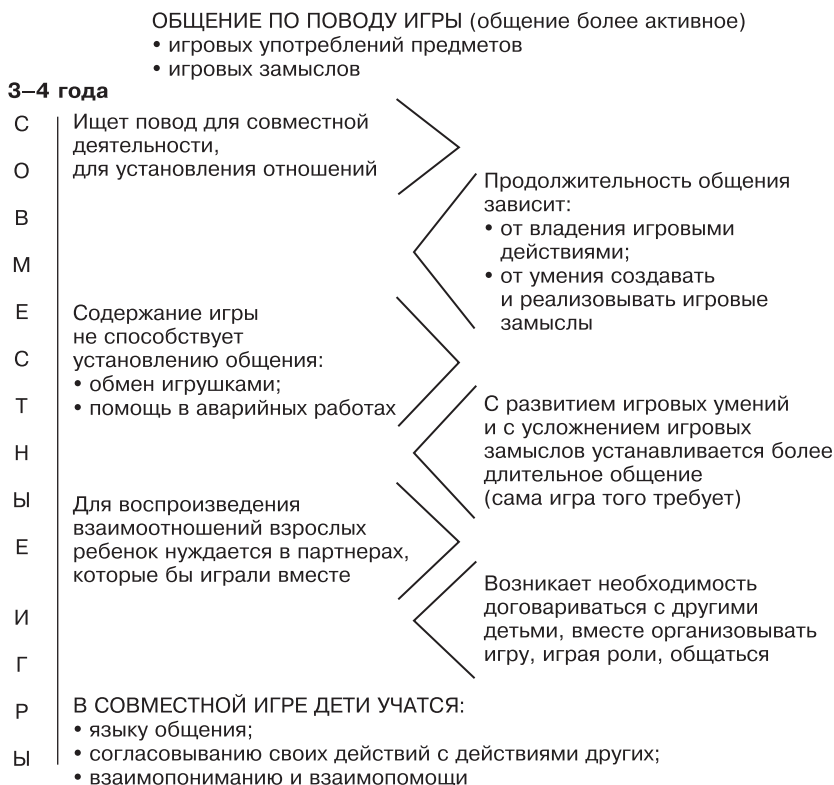 ОБЩЕНИЕ ПО ПОВОДУ ИГРЫ (общение более активное)
• игровых употреблений предметов
• игровых замыслов
3–4 года
СОВМЕСТНЫЕ ИГРЫ
Ищет повод для совместной
деятельности,
для установления отношений
Продолжительность общения
зависит:
• от владения игровыми
действиями;
• от умения создавать
и реализовывать игровые
замыслы
Содержание игры
не способствует
установлению общения:
• обмен игрушками;
• помощь в аварийных работах
С развитием игровых умений
и с усложнением игровых
замыслов устанавливается более
длительное общение
(сама игра того требует)
Для воспроизведения
взаимоотношений взрослых
ребенок нуждается в партнерах,
которые бы играли вместе
Возникает необходимость
договариваться с другими
детьми, вместе организовывать
игру, играя роли, общаться
В СОВМЕСТНОЙ ИГРЕ ДЕТИ УЧАТСЯ:
• языку общения;
• согласовыванию своих действий с действиями других;
• взаимопониманию и взаимопомощи